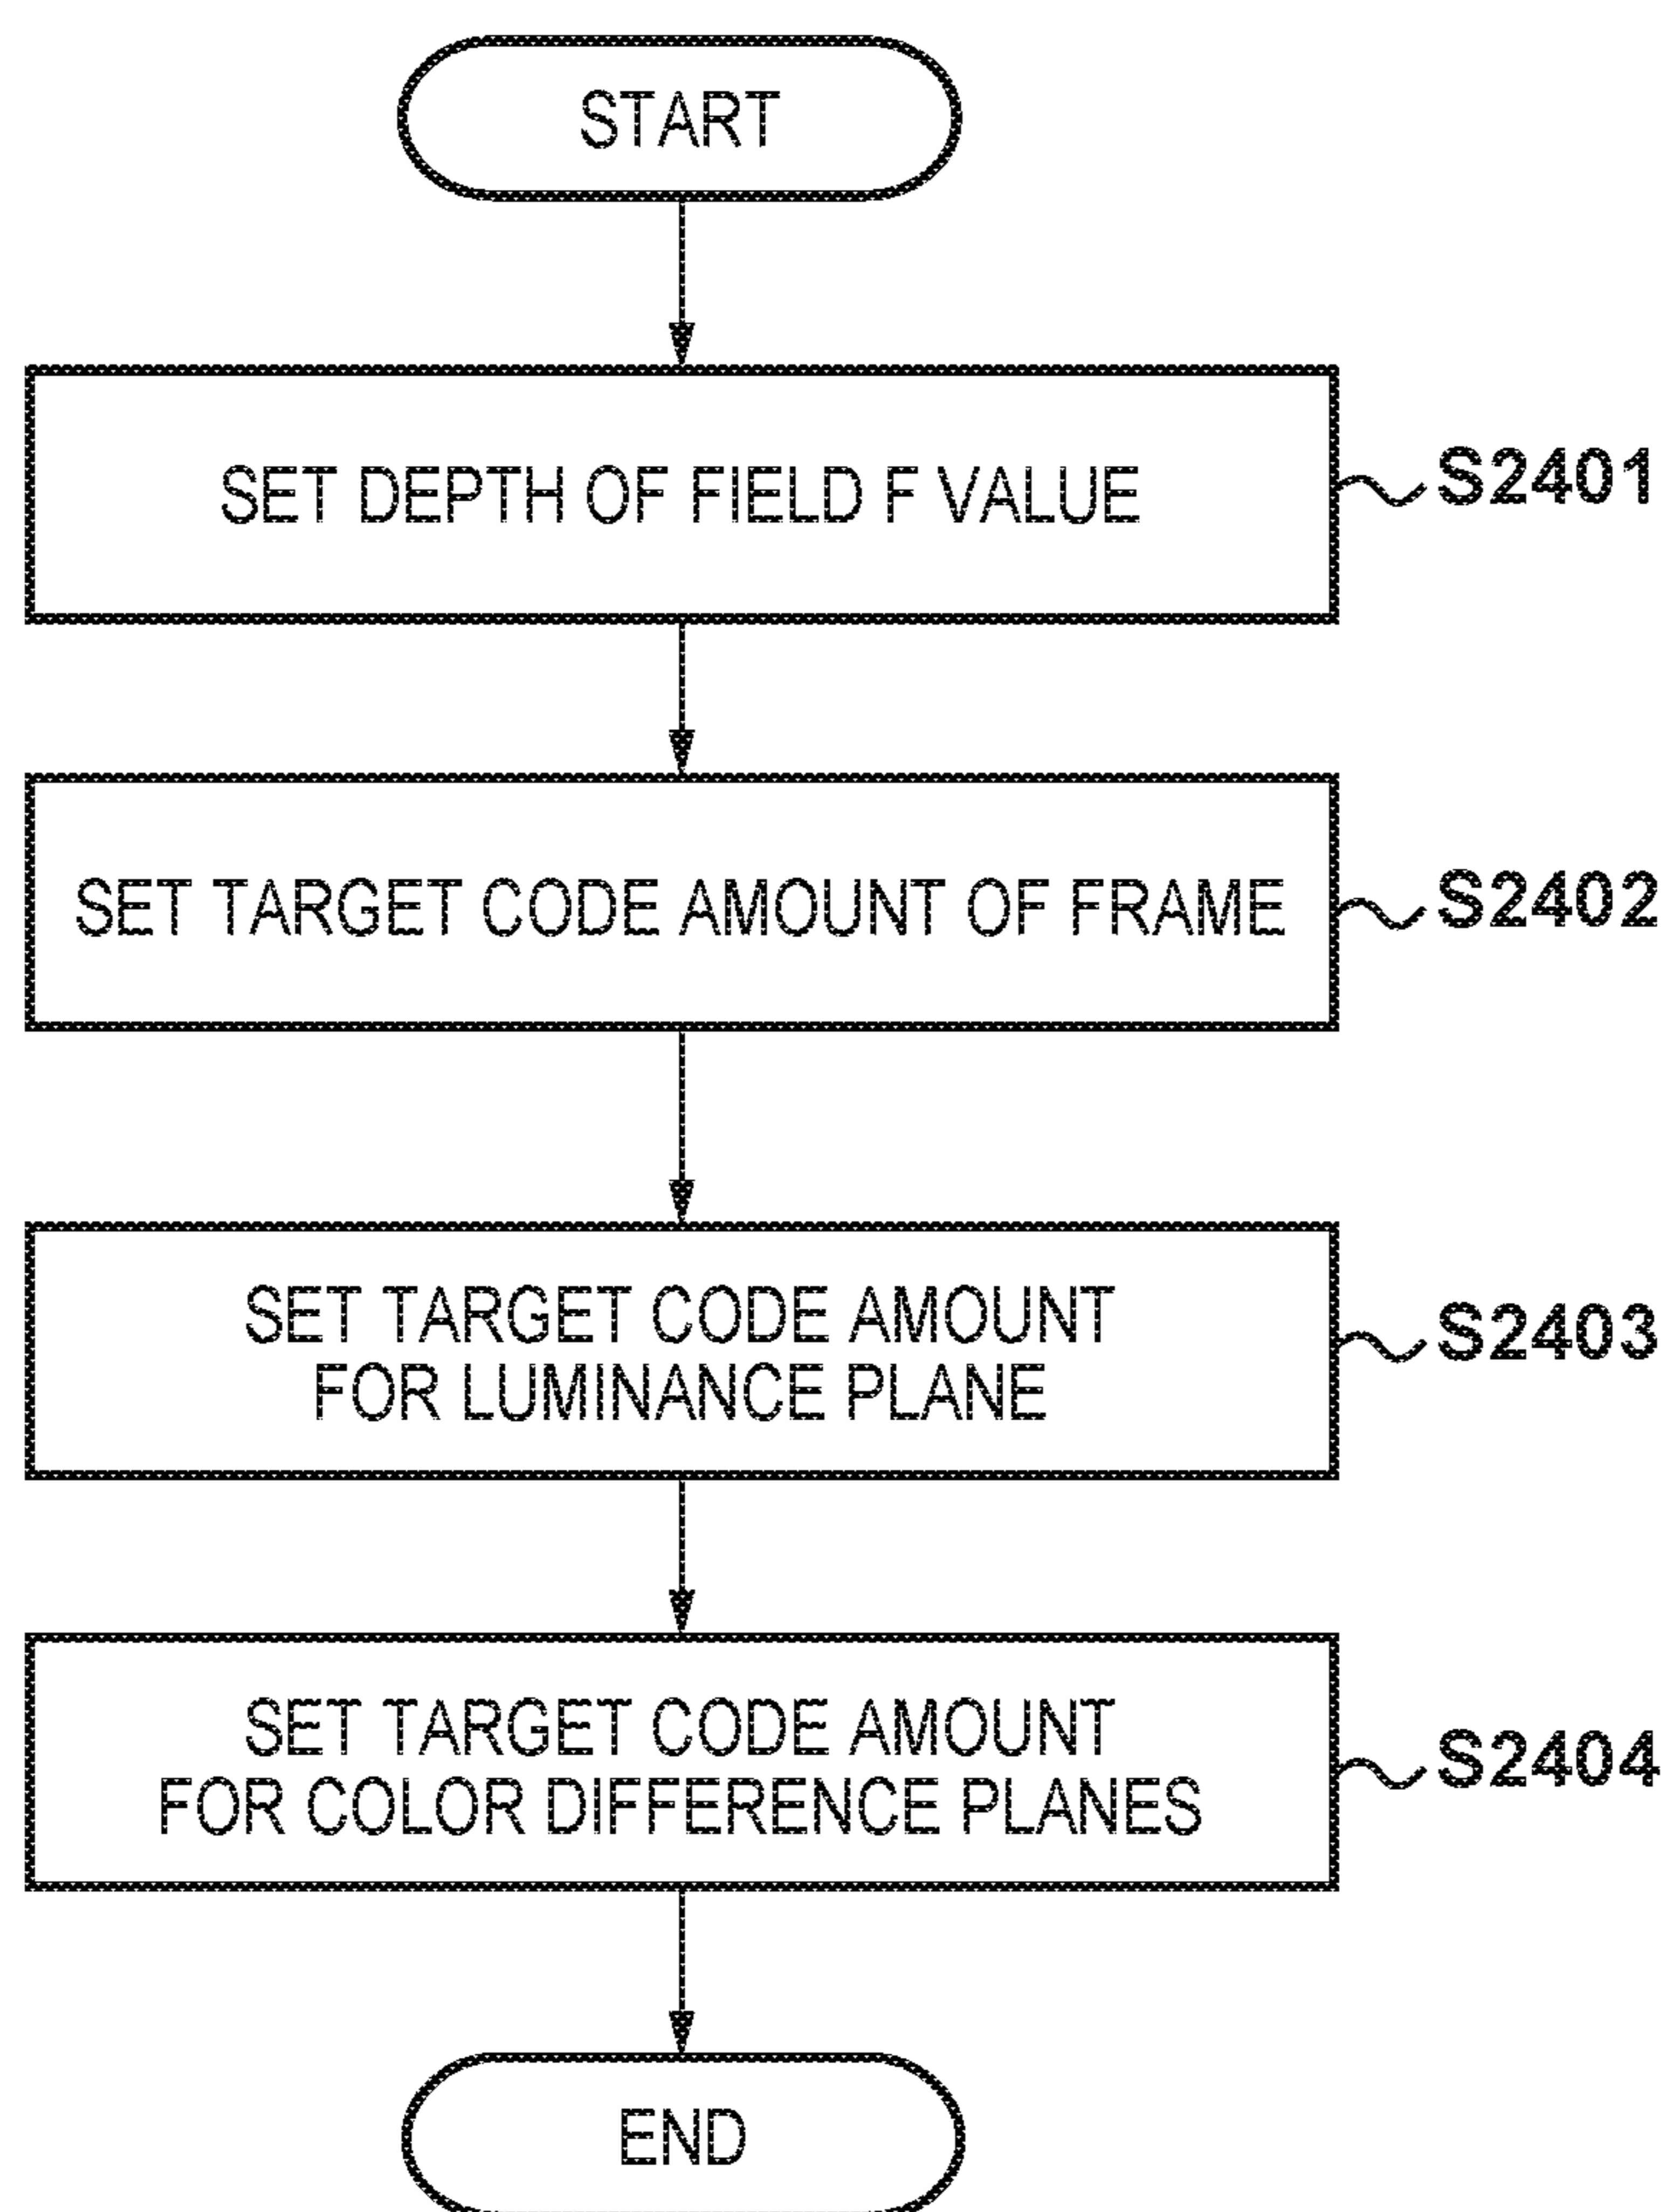 START
SET DEPTH OF FIELD F VALUE
S2401
SET TARGET CODE AMOUNT OF FRAME
S2402
SET TARGET CODE AMOUNT
FOR LUMINANCE PLANE
S2403
SET TARGET CODE AMOUNT
FOR COLOR DIFFERENCE PLANES
S2404
END